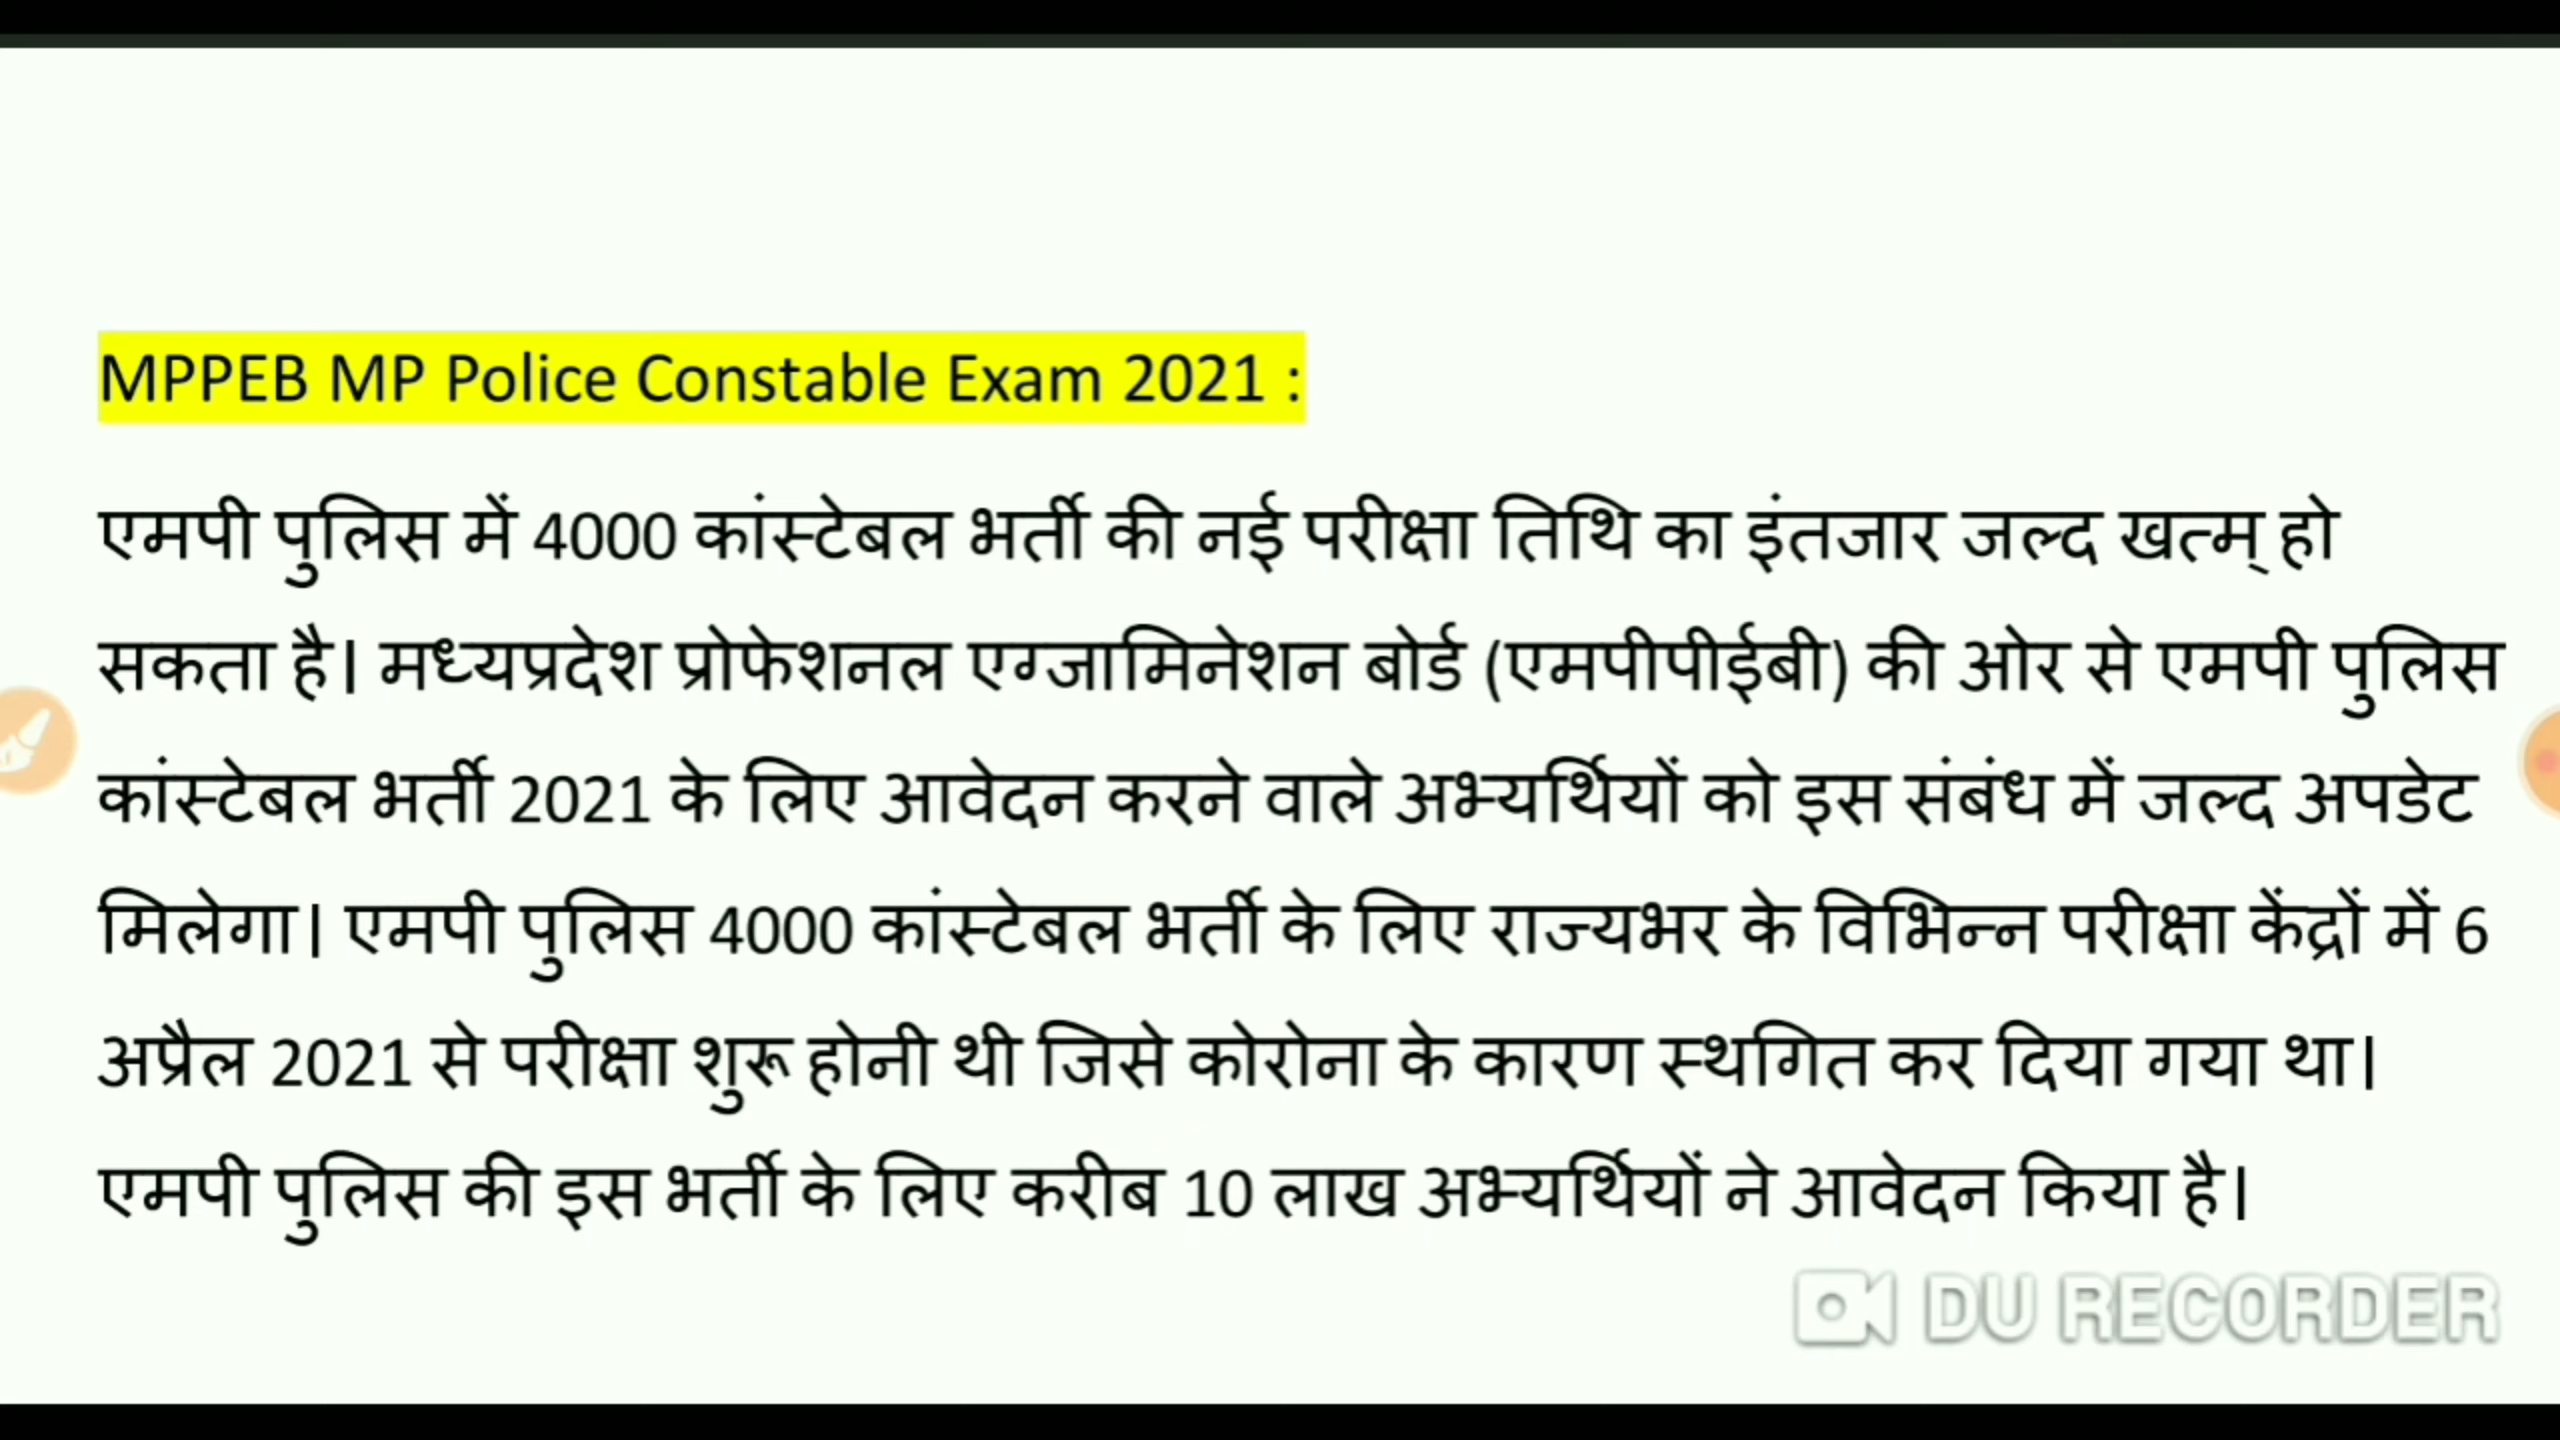 MPPEB MP Police Constable Exam 2021 :
एमपी पुलिस में 4000 कांस्टेबल भर्ती की नई परीक्षा तिथि का इंतजार जल्द खत्म् हो
सकता है। मध्यप्रदेश प्रोफेशनल एग्जामिनेशन बोर्ड (एमपीपीईबी) की ओर से एमपी पुलिस
कांस्टेबल भर्ती 2021 के लिए आवेदन करने वाले अभ्यर्थियों को इस संबंध में जल्द अपडेट
मिलेगा। एमपी पुलिस 4000 कांस्टेबल भर्ती के लिए राज्यभर के विभिन्न परीक्षा केंद्रों में 6
अप्रैल 2021 से परीक्षा शुरू होनी थी जिसे कोरोना के कारण स्थगित कर दिया गया था।
एमपी पुलिस की इस भर्ती के लिए करीब 10 लाख अभ्यर्थियों ने आवेदन किया है।
DU RECORDER